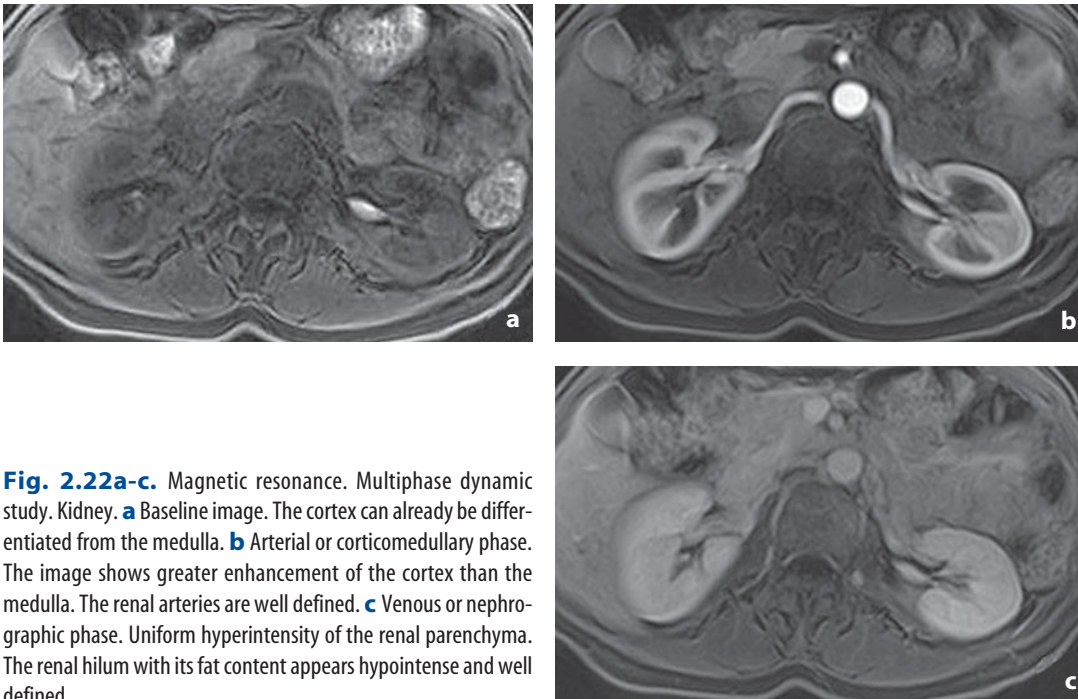 a
b
Fig. 2.22a-c. Magnetic resonance. Multiphase dynamic
study. Kidney. a Baseline image. The cortex can already be differ-
entiated from the medulla. b Arterial or corticomedullary phase.
The image shows greater enhancement of the cortex than the
medulla. The renal arteries are well defined. c Venous or nephro-
graphic phase. Uniform hyperintensity of the renal parenchyma.
The renal hilum with its fat content appears hypointense and well
defined
c